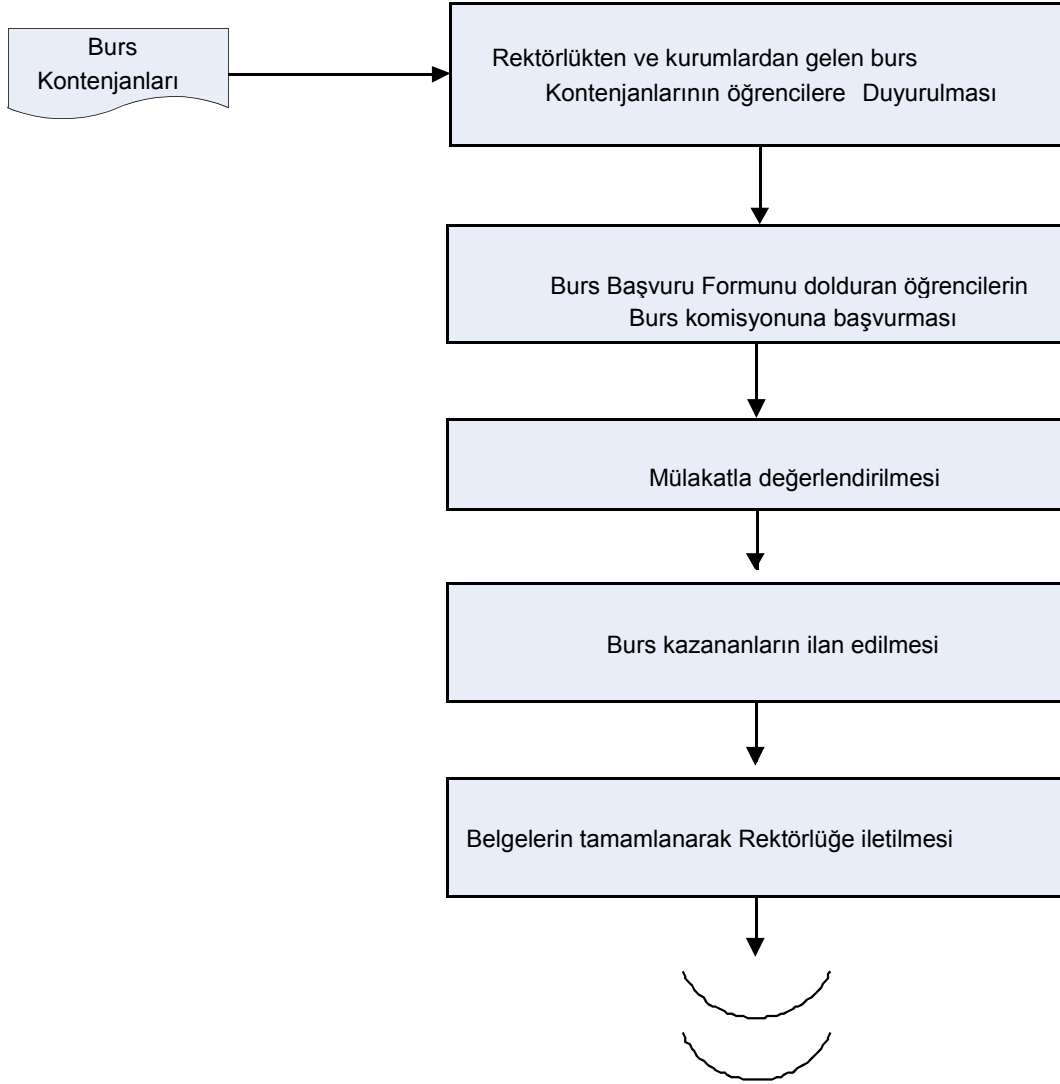 Burs
Kontenjanları
Rektörlükten ve kurumlardan gelen burs
Kontenjanlarının öğrencilere Duyurulması
Burs Başvuru Formunu dolduran öğrencilerin
Burs komisyonuna başvurması
Mülakatla değerlendirilmesi
Burs kazananların ilan edilmesi
Belgelerin tamamlanarak Rektörlüğe iletilmesi